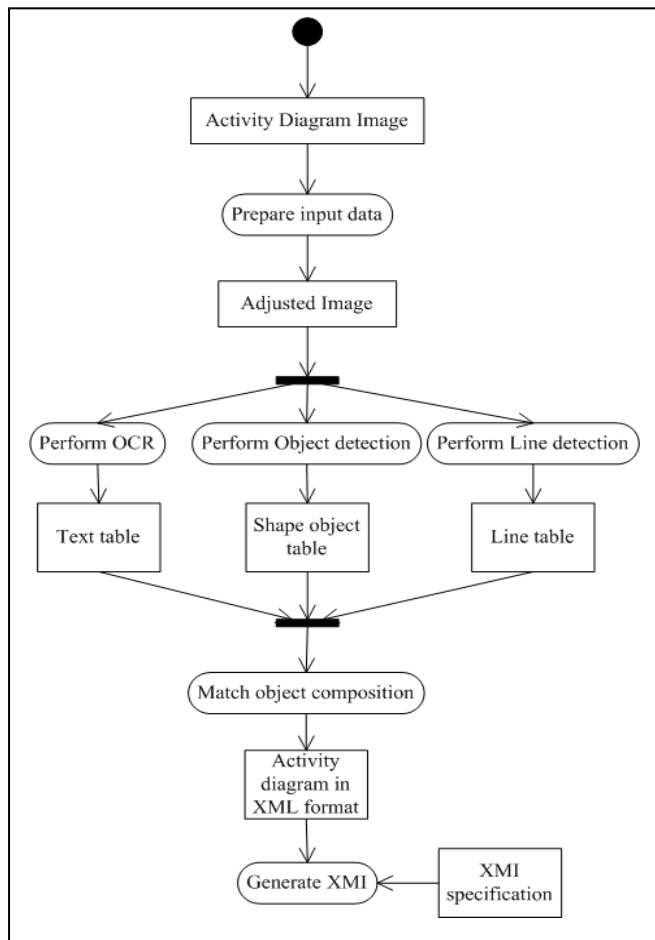 Activity Diagram Image
Prepare input data
Adjusted Image
Perform OCR
Perform Object detection
Perform Line detection
Text table
Shape object
table
Line table
Match object composition
Activity
diagram in
XML format
Generate XMI
XMI
specification